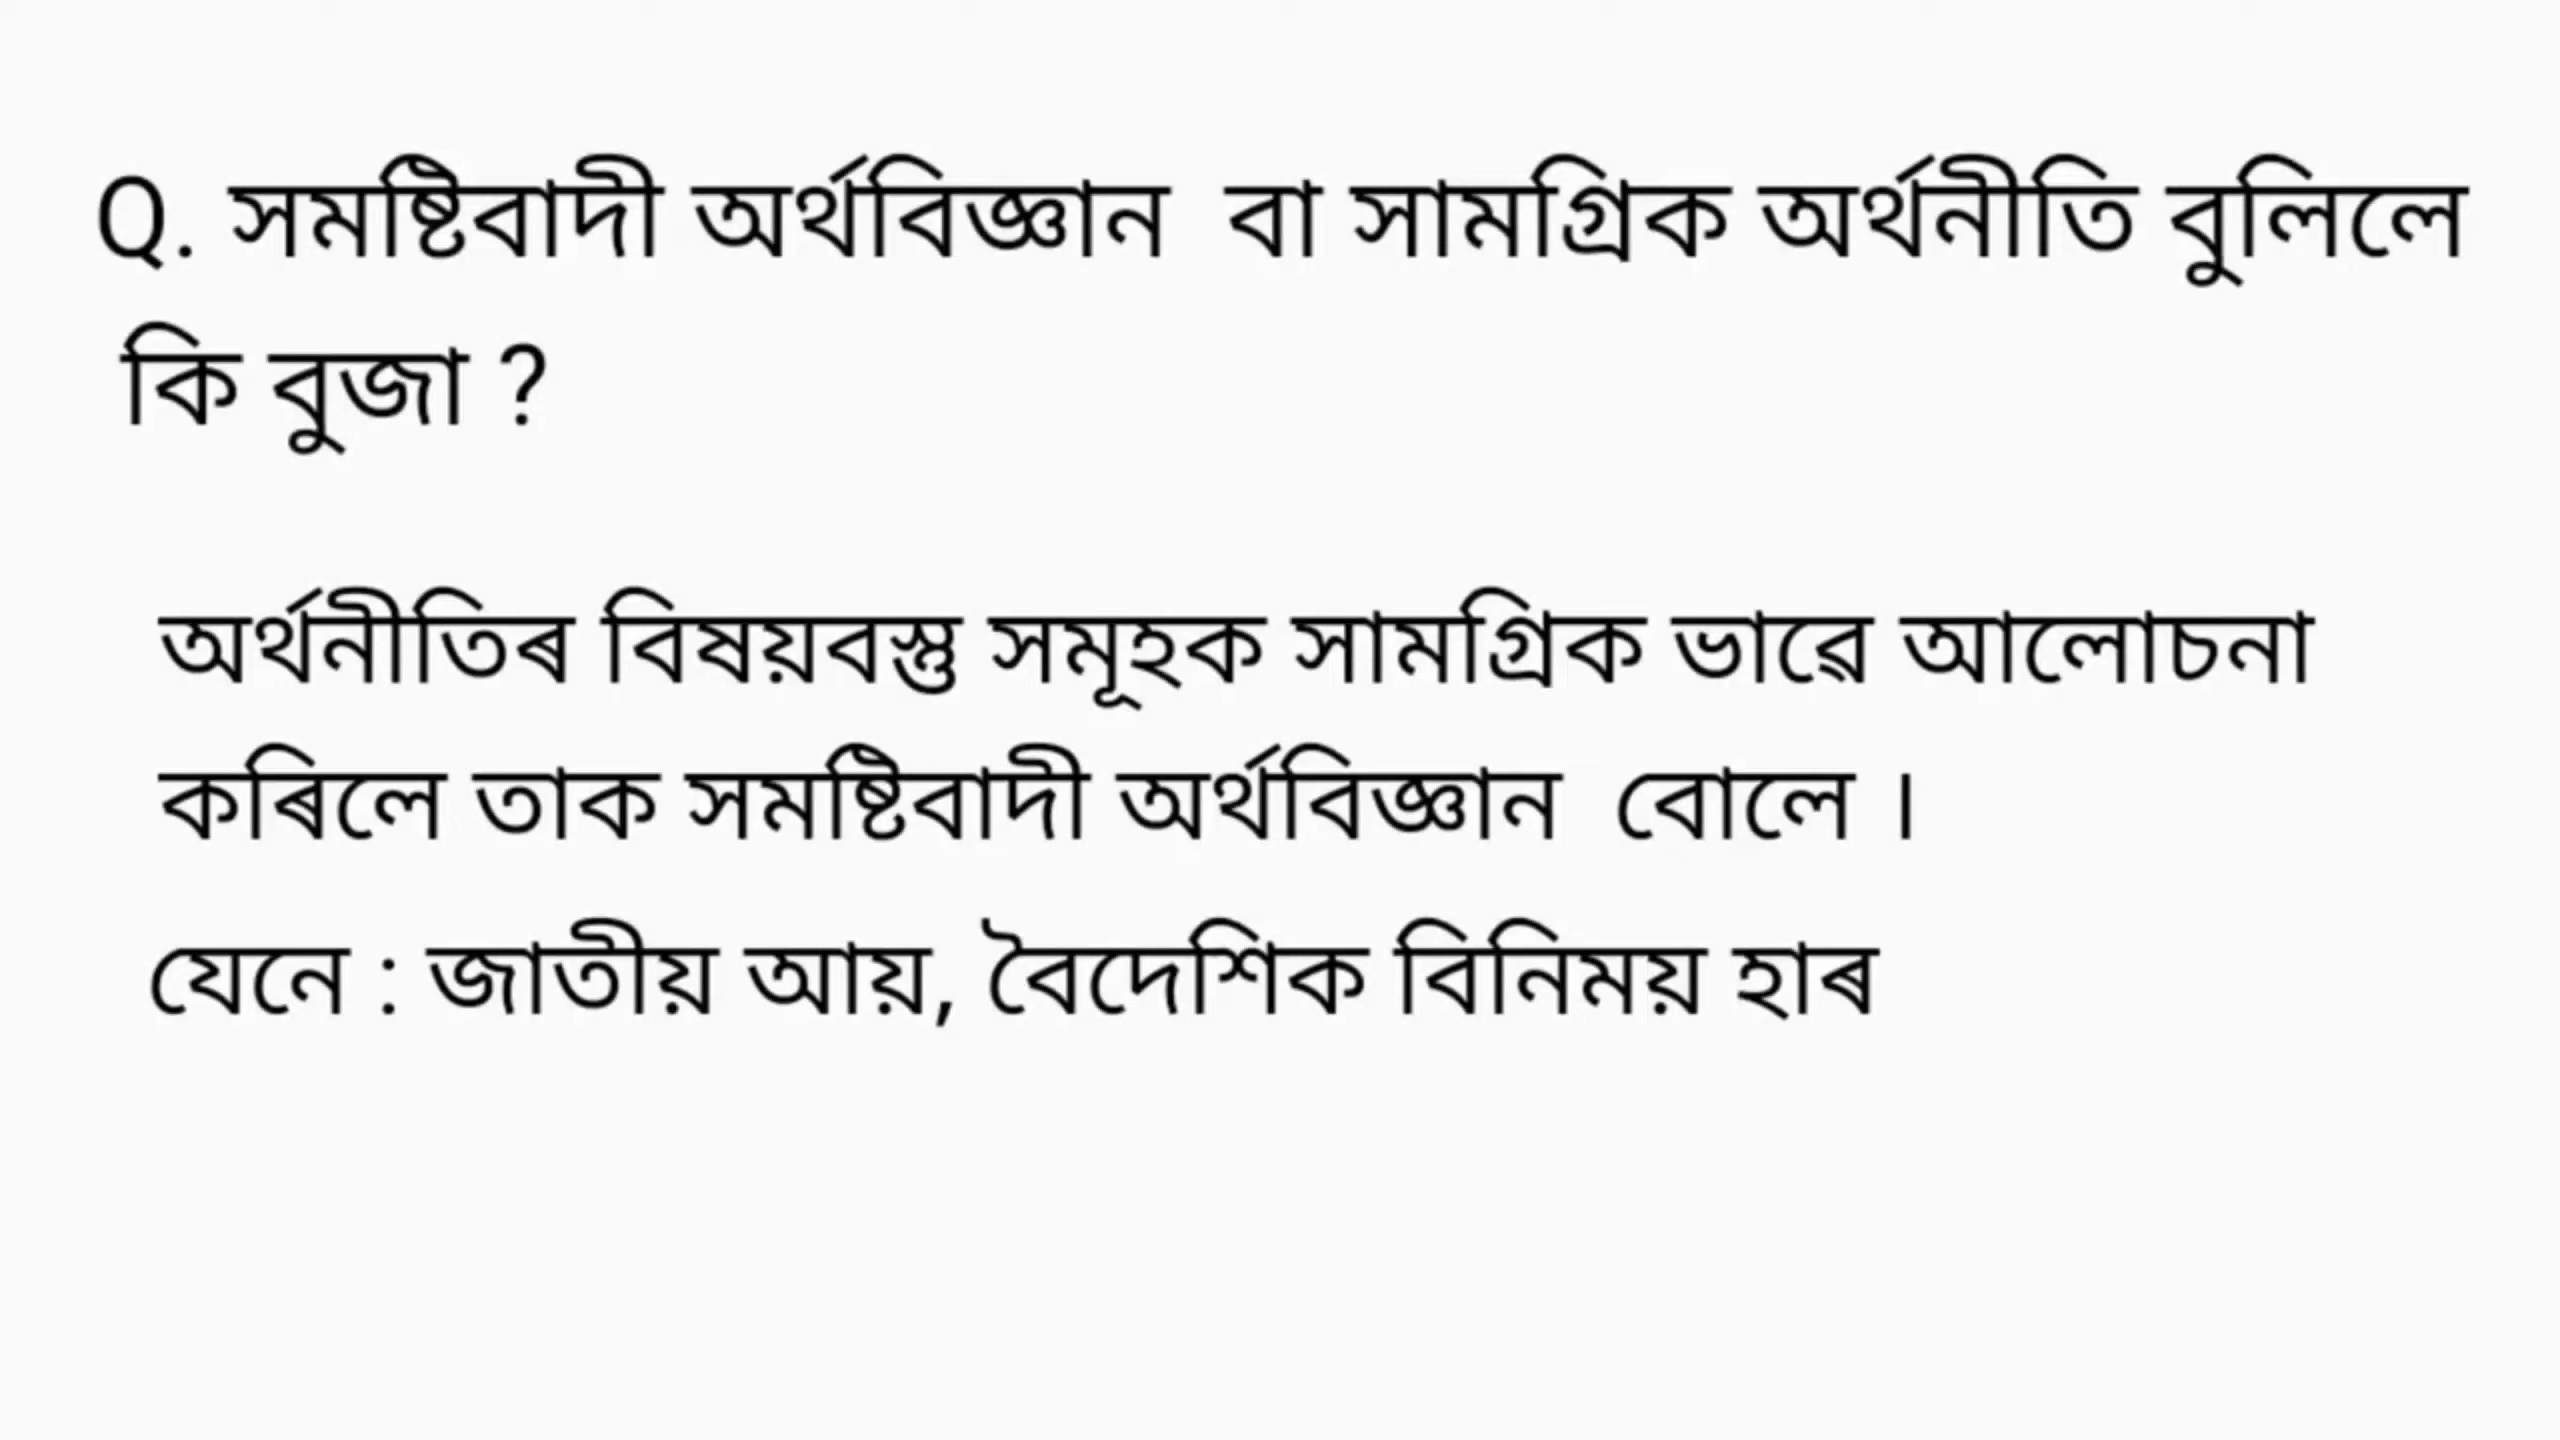 Q. সমষ্টিবাদী অৰ্থবিজ্ঞান বা সামগ্ৰিক অৰ্থনীতি বুলিলে
কি বুজা ?
অৰ্থনীতিৰ বিষয়বস্তু সমূহক সামগ্ৰিক ভাৱে আলোচনা
কৰিলে তাক সমষ্টিবাদী অৰ্থবিজ্ঞান বোলে ।
যেনে : জাতীয় আয়, বৈদেশিক বিনিময় হাৰ